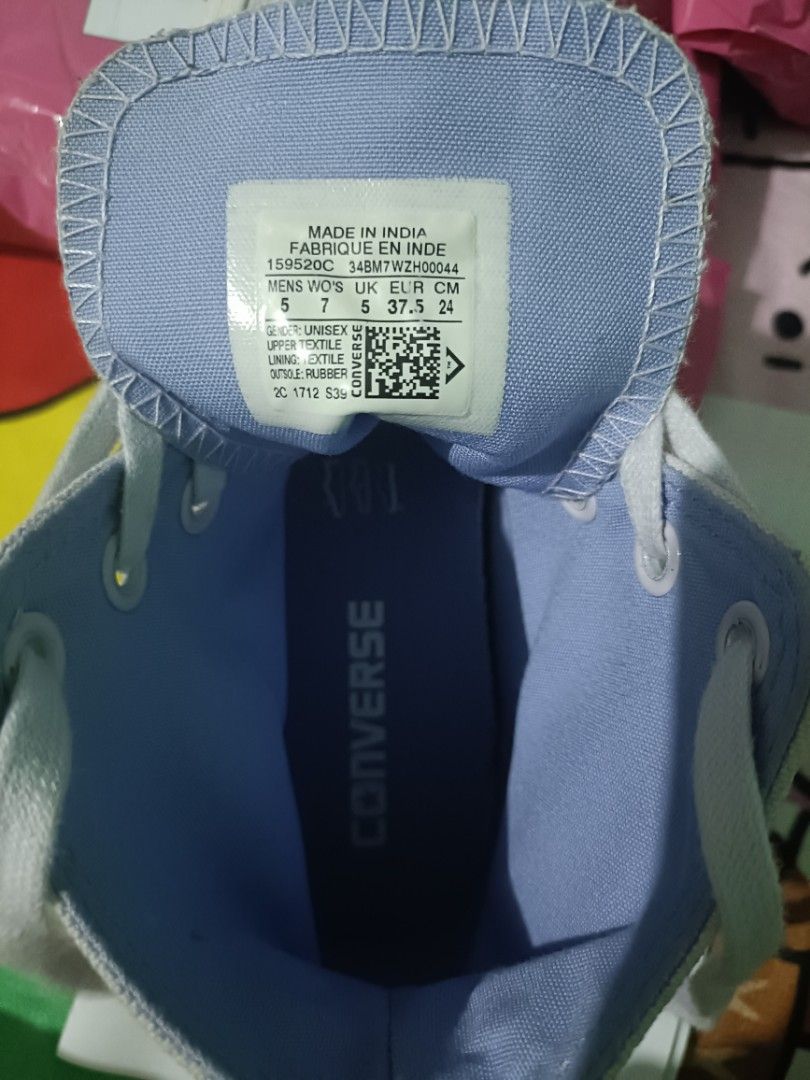 MADE IN INDIA
FABRIQUE EN INDE
159520C 34BM7WZH00044
MENS WO'S UK EUR CM
5 7 5 37.5 24
GENDER: UNISEX
UPPER TEXTILE
LINING: TEXTILE
OUTSOLE: RUBBER
CONVERSE
2C 1712 S39
CONVERSE